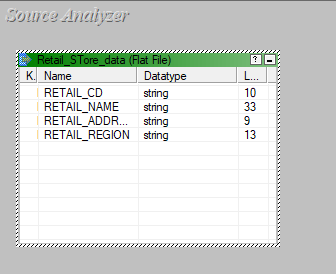 Source Analyzer
Retail_STore_data (Flat File) ?
K. Name Datatype L...
RETAIL_CD string 10
RETAIL_NAME string 33
RETAIL_ADDR... string 9
RETAIL_REGION string 13